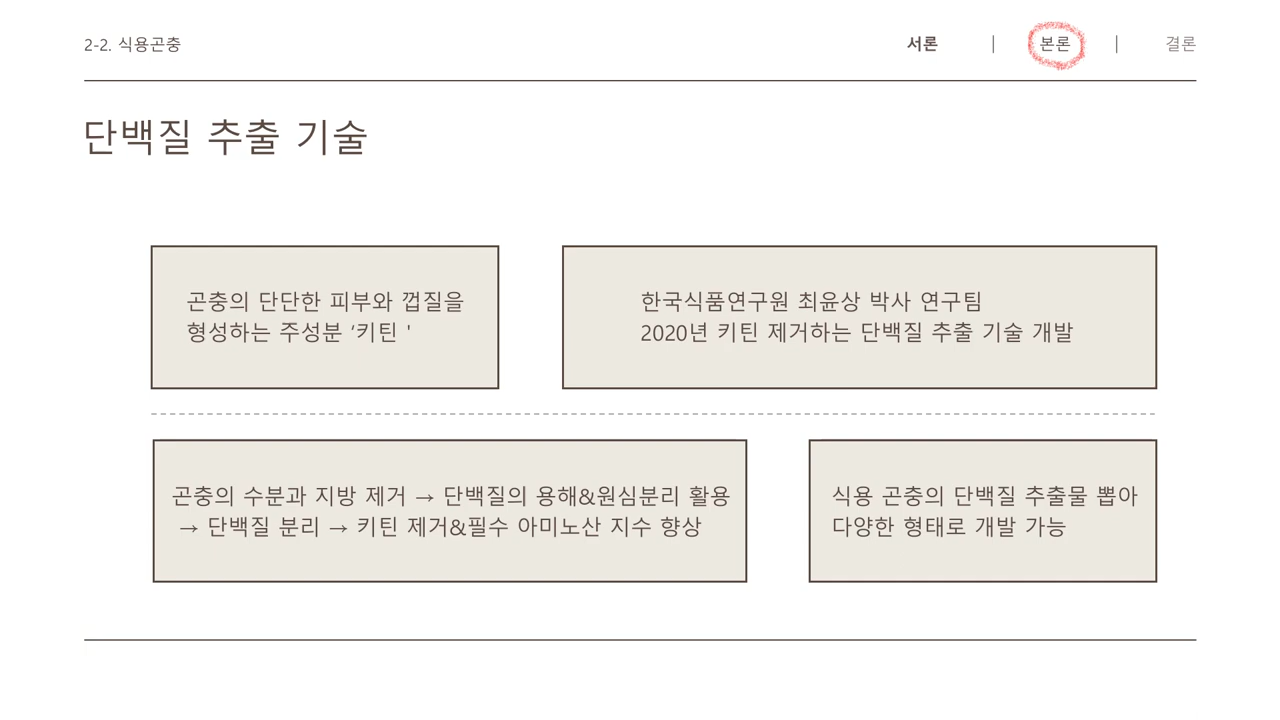 2-2. 식용곤충
서론 | 본론 | 결론
단백질 추출 기술
곤충의 단단한 피부와 껍질을
형성하는 주성분 ‘키틴 '
한국식품연구원 최윤상 박사 연구팀
2020년 키틴 제거하는 단백질 추출 기술 개발
곤충의 수분과 지방 제거 → 단백질의 용해&원심분리 활용
→ 단백질 분리 → 키틴 제거&필수 아미노산 지수 향상
식용 곤충의 단백질 추출물 뽑아
다양한 형태로 개발 가능